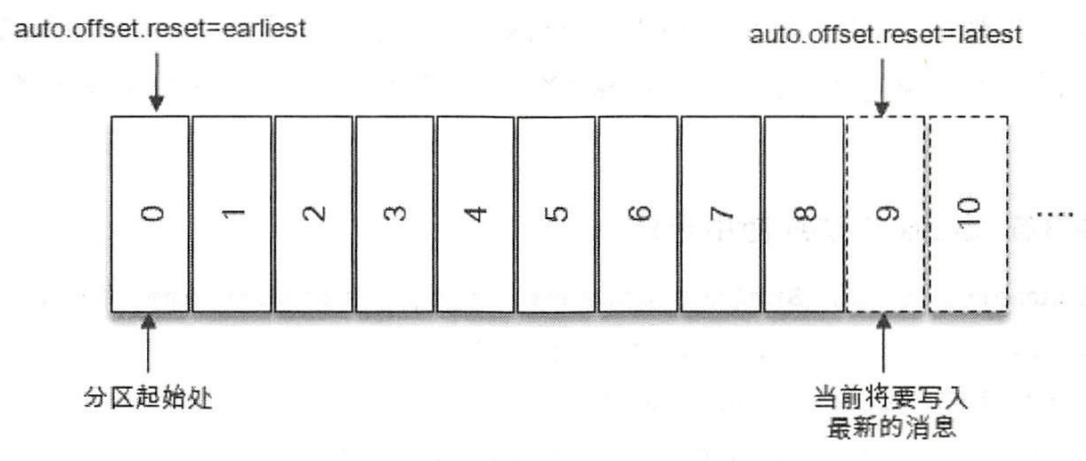 auto.offset.reset=earliest
auto.offset.reset=latest
0 1 2 3 4 5 6 7 8 9 10 ....
分区起始处
当前将要写入
最新的消息